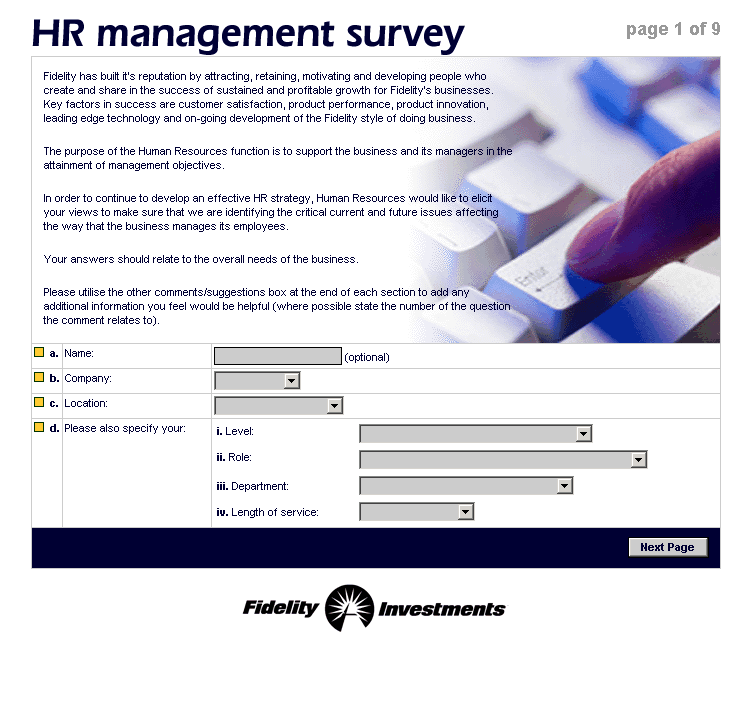 HR management survey
page 1 of 9
Fidelity has built it's reputation by attracting, retaining, motivating and developing people who
create and share in the success of sustained and profitable growth for Fidelity's businesses.
Key factors in success are customer satisfaction, product performance, product innovation,
leading edge technology and on-going development of the Fidelity style of doing business.
The purpose of the Human Resources function is to support the business and its managers in the
attainment of management objectives.
In order to continue to develop an effective HR strategy, Human Resources would like to elicit
your views to make sure that we are identifying the critical current and future issues affecting
the way that the business manages its employees.
Your answers should relate to the overall needs of the business.
Please utilise the other comments/suggestions box at the end of each section to add any
additional information you feel would be helpful (where possible state the number of the question
the comment relates to).
Enter
a. Name: (optional)
b. Company:
c. Location:
d. Please also specify your: i. Level:
ii. Role:
iii. Department:
iv. Length of service:
Next Page
Fidelity Investments